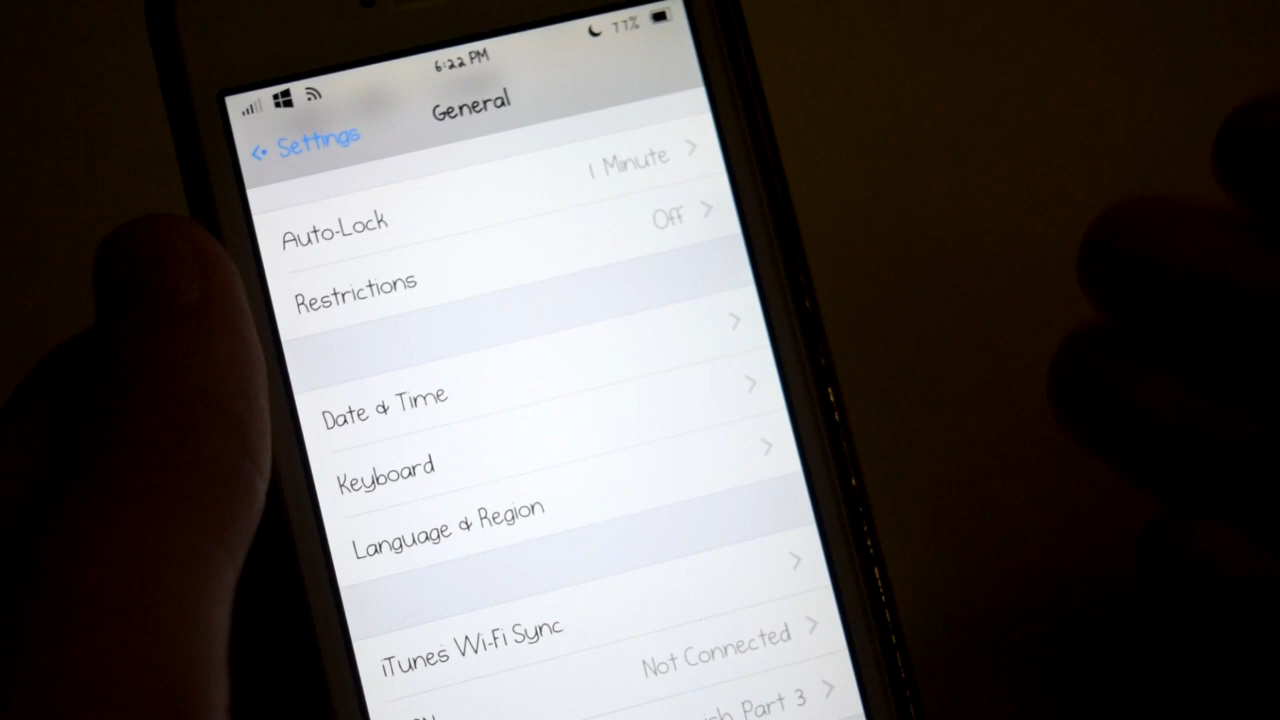 6:22 PM
77%
Settings
General
Auto-Lock
1 Minute
Restrictions
Off
Date & Time
Keyboard
Language & Region
iTunes Wi-Fi Sync
Not Connected
Part 3